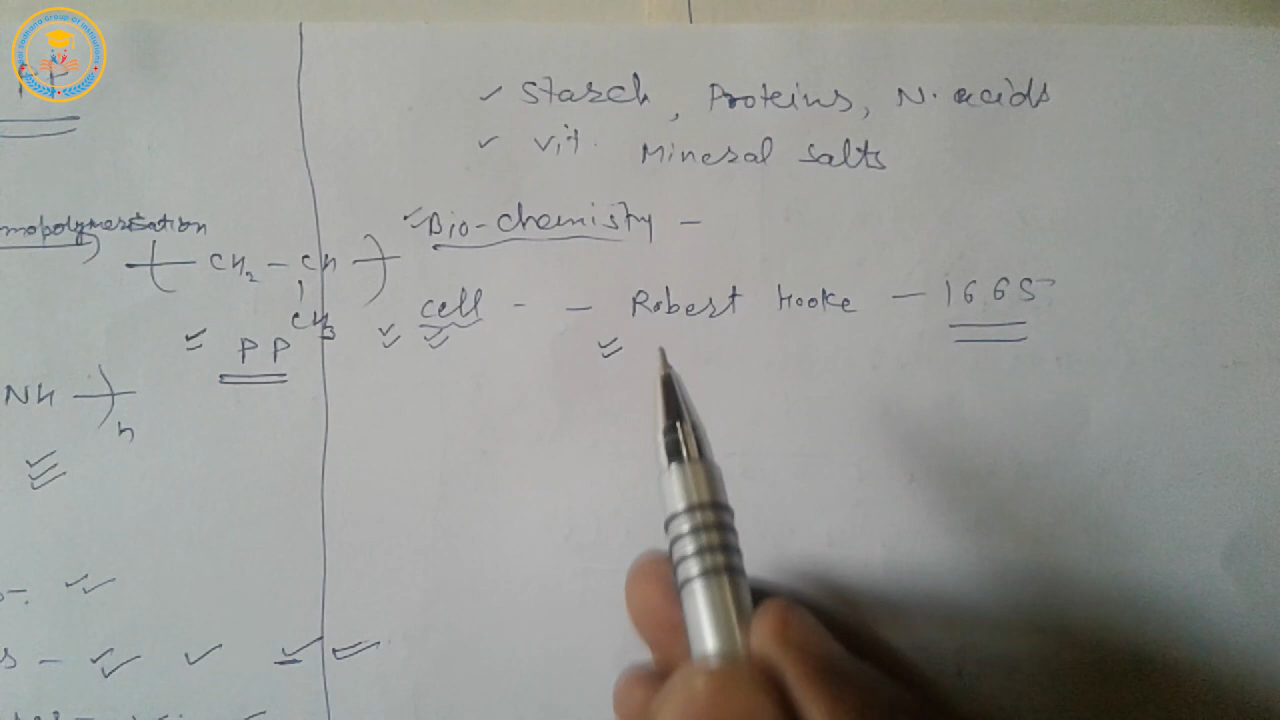 Starch, Proteins, N. acids
Vit. Mineral salts
mopolymerisation
Bio-chemistry -
CH2 - CH
CH3
cell - - Robert Hooke - 1665
PP
NH
n